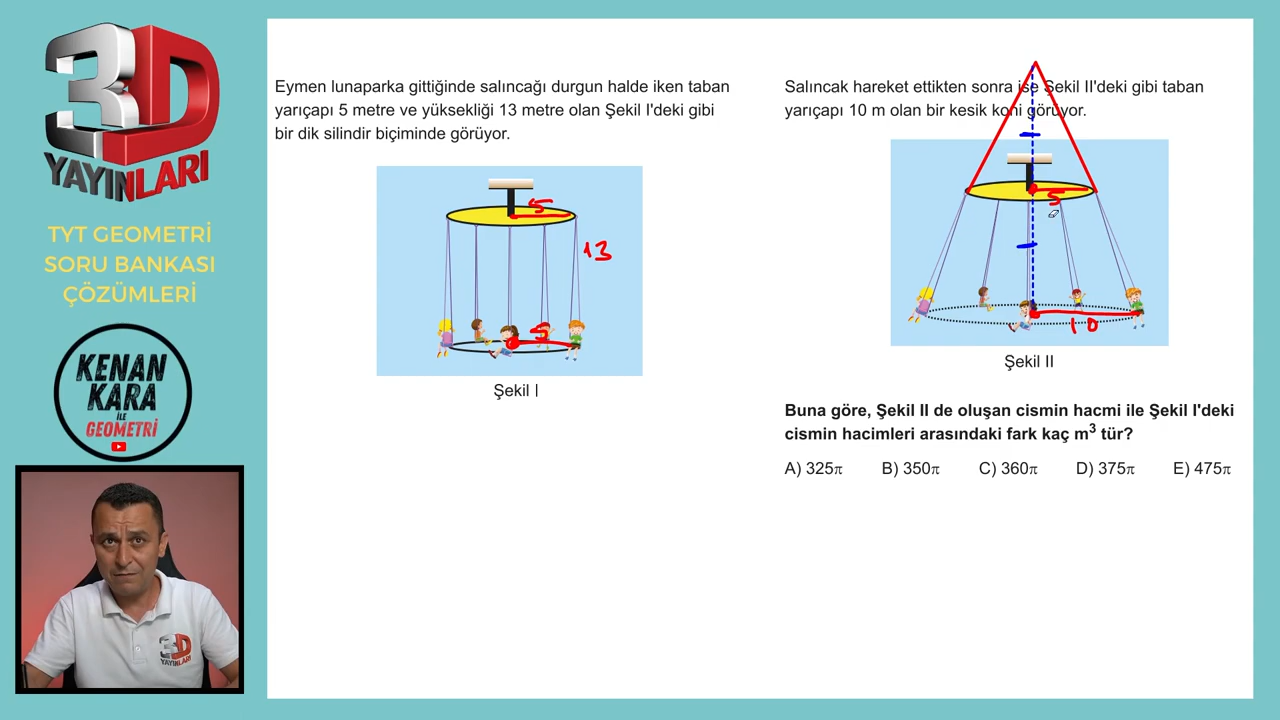 3D
YAYINLARI
TYT GEOMETRİ
SORU BANKASI
ÇÖZÜMLERİ
KENAN
KARA
İLE
GEOMETRİ
3D
YAYINLARI
Eymen lunaparka gittiğinde salıncağı durgun halde iken taban
yarıçapı 5 metre ve yüksekliği 13 metre olan Şekil I'deki gibi
bir dik silindir biçiminde görüyor.
5
13
5
Şekil I
Salıncak hareket ettikten sonra ise Şekil II'deki gibi taban
yarıçapı 10 m olan bir kesik koni görüyor.
5
10
Şekil II
Buna göre, Şekil II de oluşan cismin hacmi ile Şekil I'deki
cismin hacimleri arasındaki fark kaç m³ tür?
A) 325π B) 350π C) 360π D) 375π E) 475π